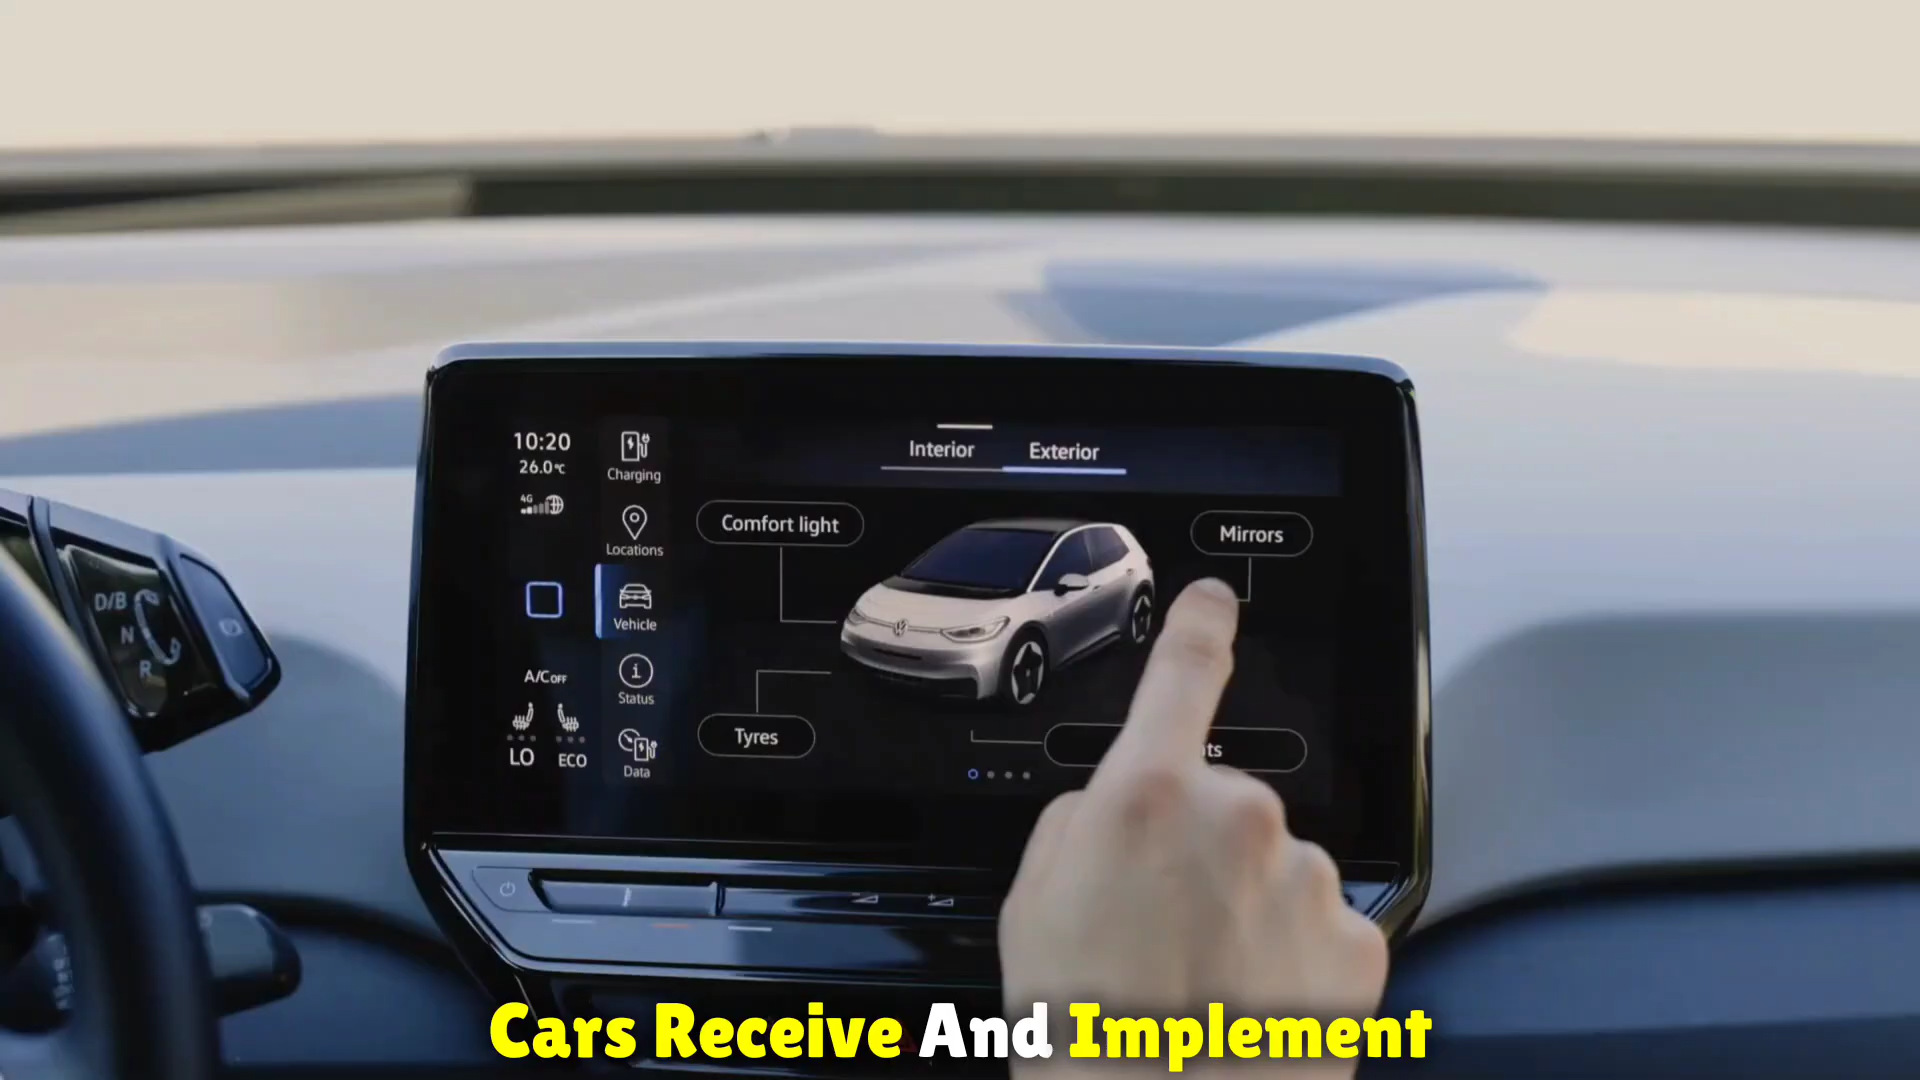 10:20
26.0°C
4G
Charging
Locations
Vehicle
Status
Data
A/C OFF
LO
ECO
Interior
Exterior
Comfort light
Mirrors
Tyres
D/B
N
R
Cars Receive And Implement